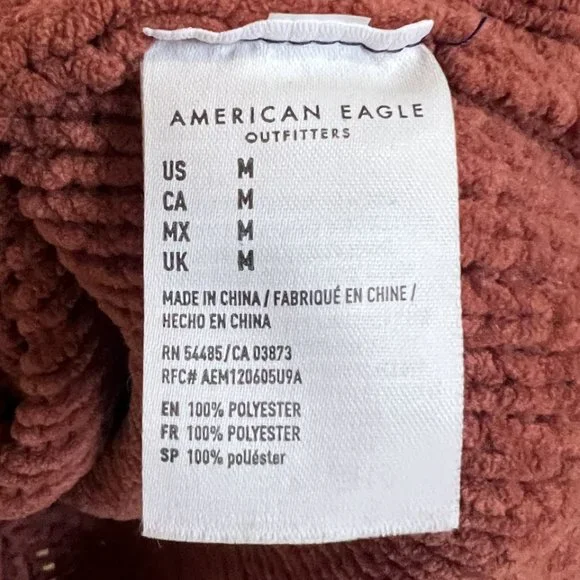 AMERICAN EAGLE
OUTFITTERS
US M
CA M
MX M
UK M
MADE IN CHINA / FABRIQUÉ EN CHINE /
HECHO EN CHINA
RN 54485/CA 03873
RFC# AEM120605U9A
EN 100% POLYESTER
FR 100% POLYESTER
SP 100% poliéster